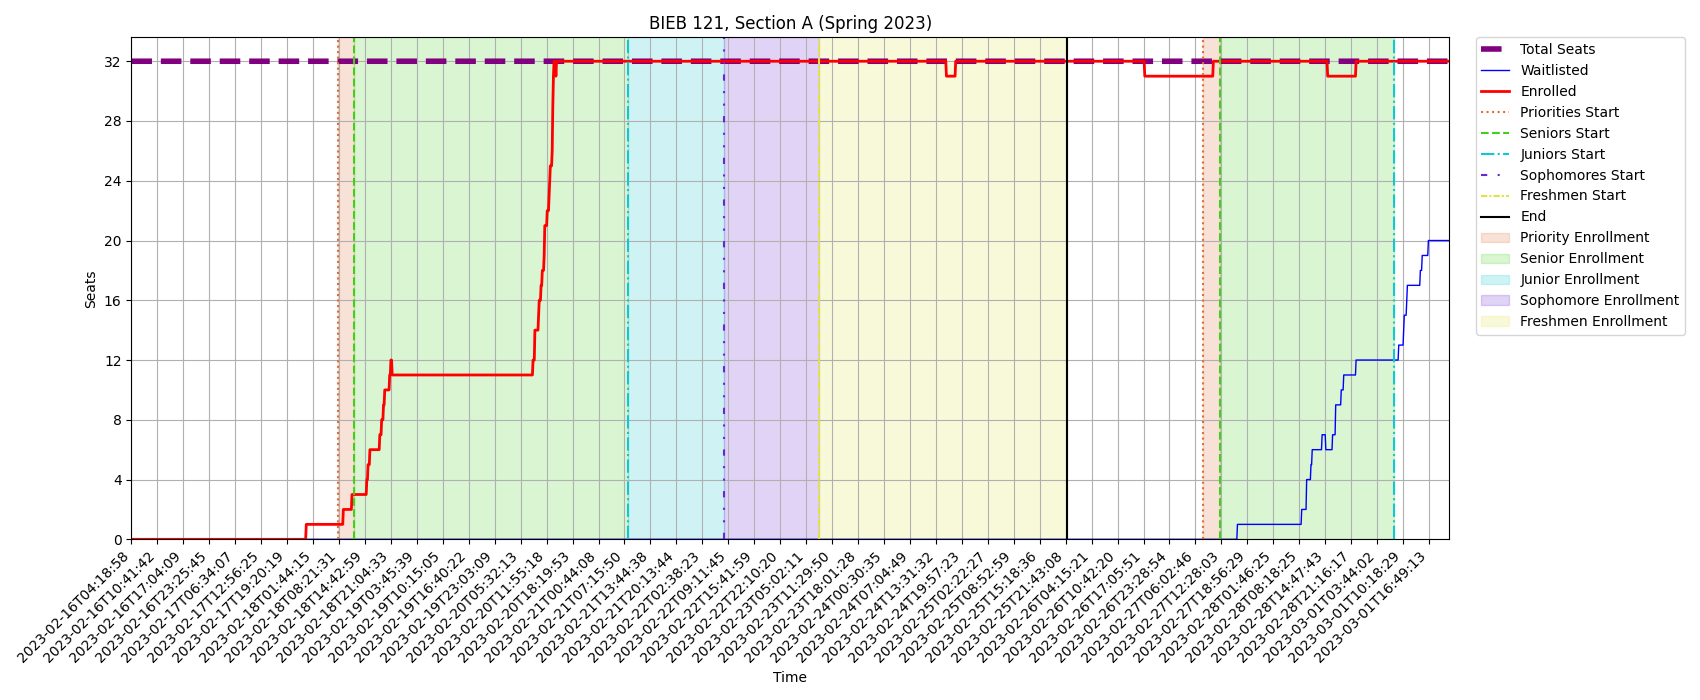 BIEB 121, Section A (Spring 2023)
Seats
32
28
24
20
16
12
8
4
0
2023-02-16T04:18:58
2023-02-16T10:41:42
2023-02-16T17:04:09
2023-02-16T23:25:45
2023-02-17T06:34:07
2023-02-17T12:56:25
2023-02-17T19:20:19
2023-02-18T01:44:15
2023-02-18T08:21:31
2023-02-18T14:42:59
2023-02-18T21:04:33
2023-02-19T03:45:39
2023-02-19T10:15:05
2023-02-19T16:40:22
2023-02-19T23:03:09
2023-02-20T05:32:13
2023-02-20T11:55:18
2023-02-20T18:19:53
2023-02-21T00:44:08
2023-02-21T07:15:50
2023-02-21T13:44:38
2023-02-21T20:13:44
2023-02-22T02:38:23
2023-02-22T09:11:45
2023-02-22T15:41:59
2023-02-22T22:10:20
2023-02-23T05:02:11
2023-02-23T11:29:50
2023-02-23T18:01:28
2023-02-24T00:30:35
2023-02-24T07:04:49
2023-02-24T13:31:32
2023-02-24T19:57:23
2023-02-25T02:22:27
2023-02-25T08:52:59
2023-02-25T15:18:36
2023-02-25T21:43:08
2023-02-26T04:15:21
2023-02-26T10:42:20
2023-02-26T17:05:51
2023-02-26T23:28:54
2023-02-27T06:02:46
2023-02-27T12:28:03
2023-02-27T18:56:29
2023-02-28T01:46:25
2023-02-28T08:18:25
2023-02-28T14:47:43
2023-02-28T21:16:17
2023-03-01T03:44:02
2023-03-01T10:18:29
2023-03-01T16:49:13
Time
Total Seats
Waitlisted
Enrolled
Priorities Start
Seniors Start
Juniors Start
Sophomores Start
Freshmen Start
End
Priority Enrollment
Senior Enrollment
Junior Enrollment
Sophomore Enrollment
Freshmen Enrollment